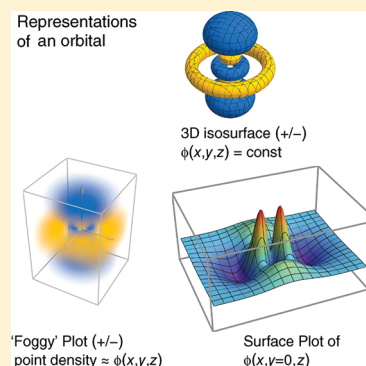 Representations
of an orbital
3D isosurface (+/−)
ϕ(x,y,z) = const
'Foggy' Plot (+/−)
point density ≈ ϕ(x,y,z)
Surface Plot of
ϕ(x,y=0,z)